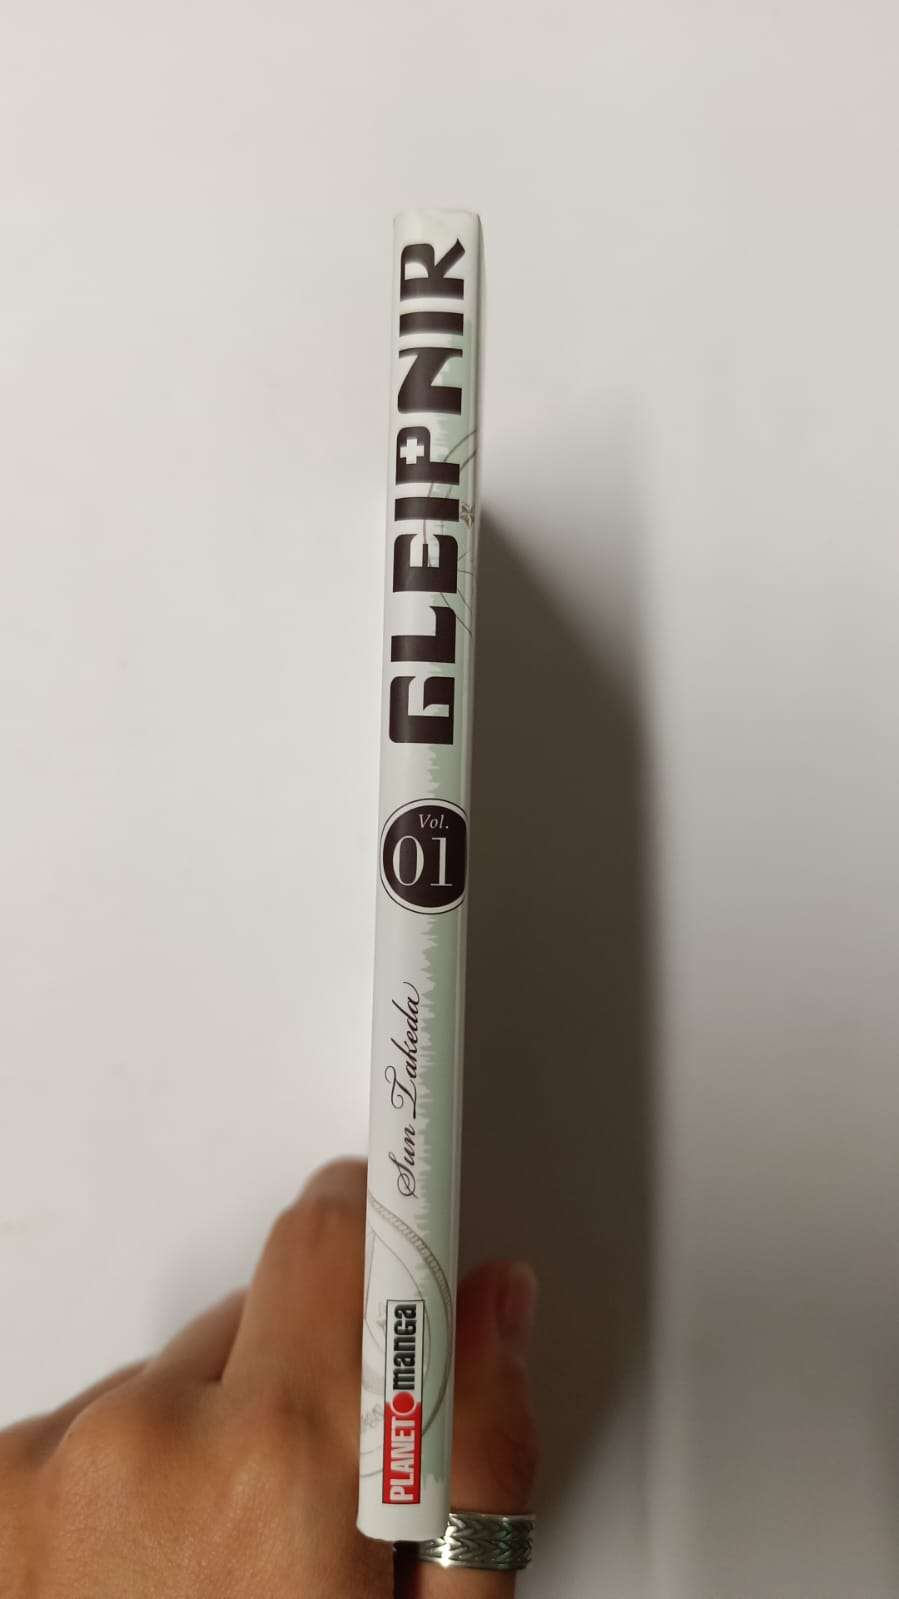 GLEIPNIR
Vol.
01
Sun Takeda
PLANET manga